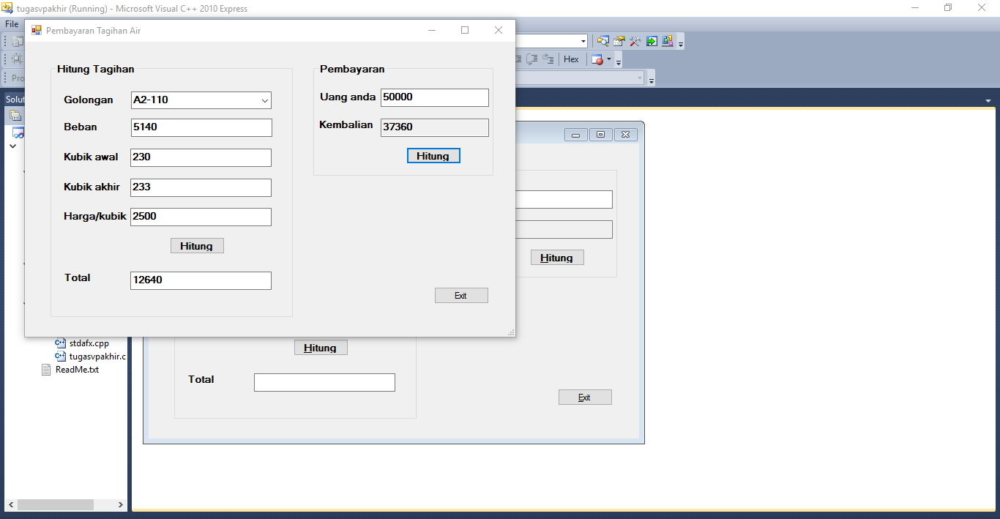 tugasvpakhir (Running) - Microsoft Visual C++ 2010 Express
File
Pembayaran Tagihan Air
Hex
Pro
Solut
Hitung Tagihan
Golongan A2-110
Beban 5140
Kubik awal 230
Kubik akhir 233
Harga/kubik 2500
Hitung
Total 12640
Pembayaran
Uang anda 50000
Kembalian 37360
Hitung
Exit
Hitung
Hitung
Total
Exit
stdafx.cpp
tugasvpakhir.c
ReadMe.txt